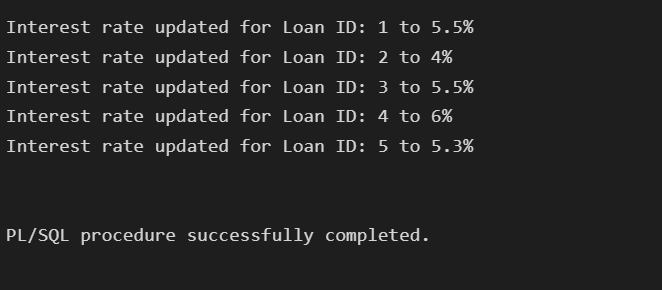 Interest rate updated for Loan ID: 1 to 5.5%
Interest rate updated for Loan ID: 2 to 4%
Interest rate updated for Loan ID: 3 to 5.5%
Interest rate updated for Loan ID: 4 to 6%
Interest rate updated for Loan ID: 5 to 5.3%
PL/SQL procedure successfully completed.